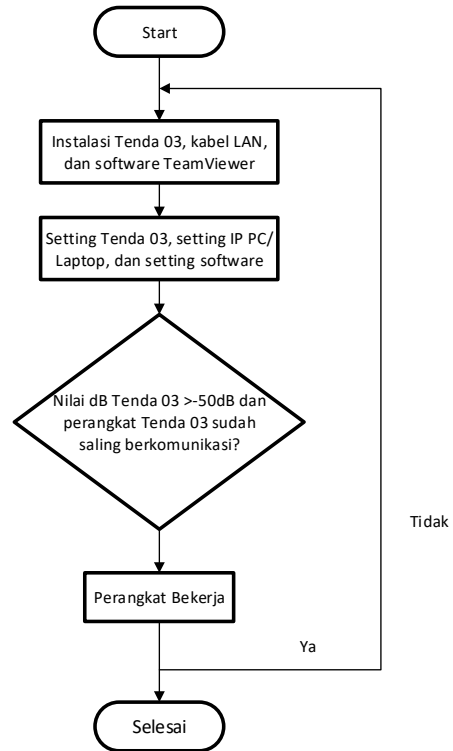 Start
Instalasi Tenda 03, kabel LAN,
dan software TeamViewer
Setting Tenda 03, setting IP PC/
Laptop, dan setting software
Nilai dB Tenda 03 >-50dB dan
perangkat Tenda 03 sudah
saling berkomunikasi?
Tidak
Perangkat Bekerja
Ya
Selesai